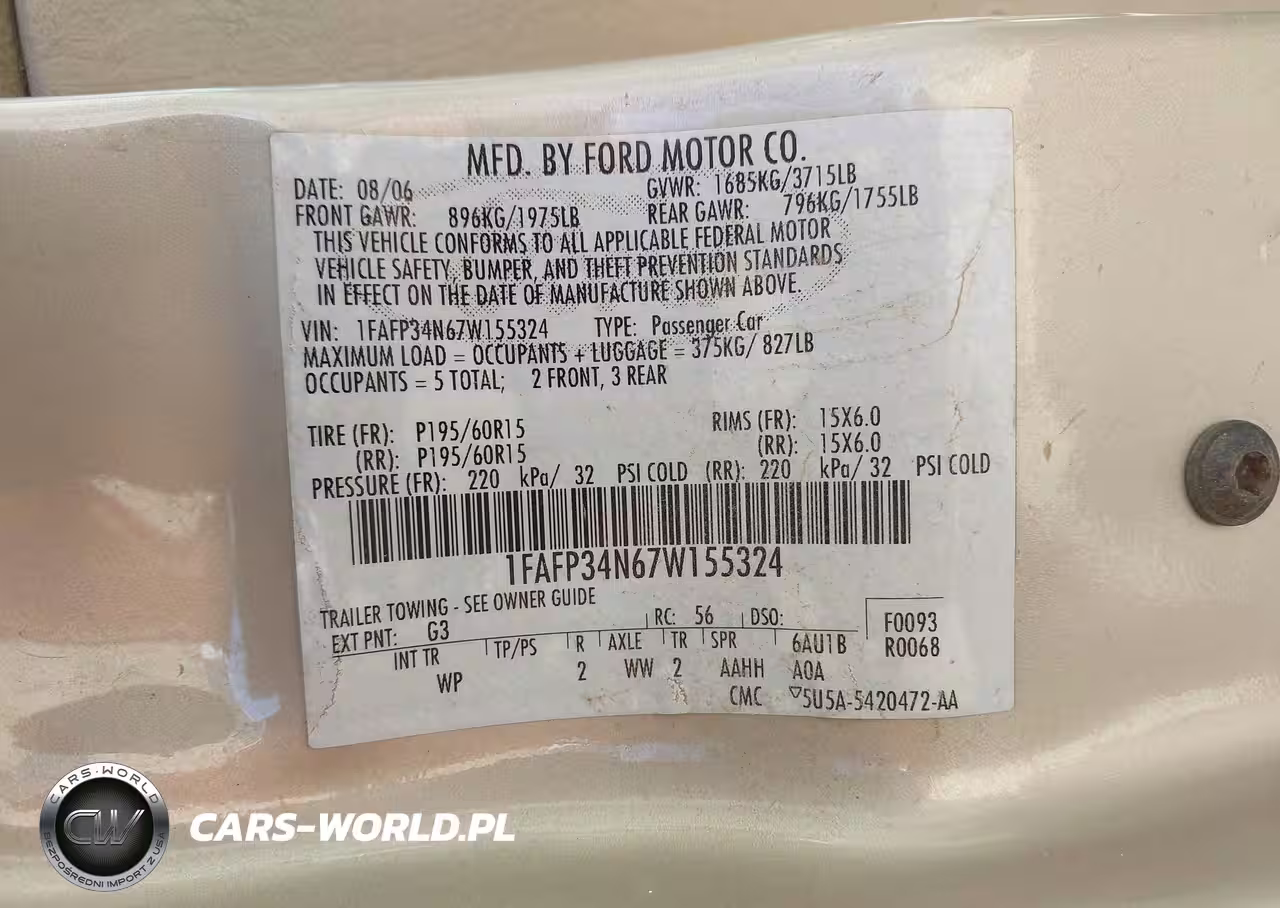 MFD. BY FORD MOTOR CO.
DATE: 08/06 GVWR: 1685KG/3715LB
FRONT GAWR: 896KG/1975LB REAR GAWR: 796KG/1755LB
THIS VEHICLE CONFORMS TO ALL APPLICABLE FEDERAL MOTOR
VEHICLE SAFETY, BUMPER, AND THEFT PREVENTION STANDARDS
IN EFFECT ON THE DATE OF MANUFACTURE SHOWN ABOVE.
VIN: 1FAFP34N67W155324 TYPE: Passenger Car
MAXIMUM LOAD = OCCUPANTS + LUGGAGE = 375KG/ 827LB
OCCUPANTS = 5 TOTAL; 2 FRONT, 3 REAR
TIRE (FR): P195/60R15 RIMS (FR): 15X6.0
(RR): P195/60R15 (RR): 15X6.0
PRESSURE (FR): 220 kPa/ 32 PSI COLD (RR): 220 kPa/ 32 PSI COLD
1FAFP34N67W155324
TRAILER TOWING - SEE OWNER GUIDE
EXT PNT: G3 RC: 56 DSO: F0093
INT TR TP/PS R AXLE TR SPR 6AU1B R0068
WP 2 WW 2 AAHH A0A
CMC 5U5A-5420472-AA
CARS-WORLD
CW
BEZPOŚREDNI IMPORT Z USA
CARS-WORLD.PL